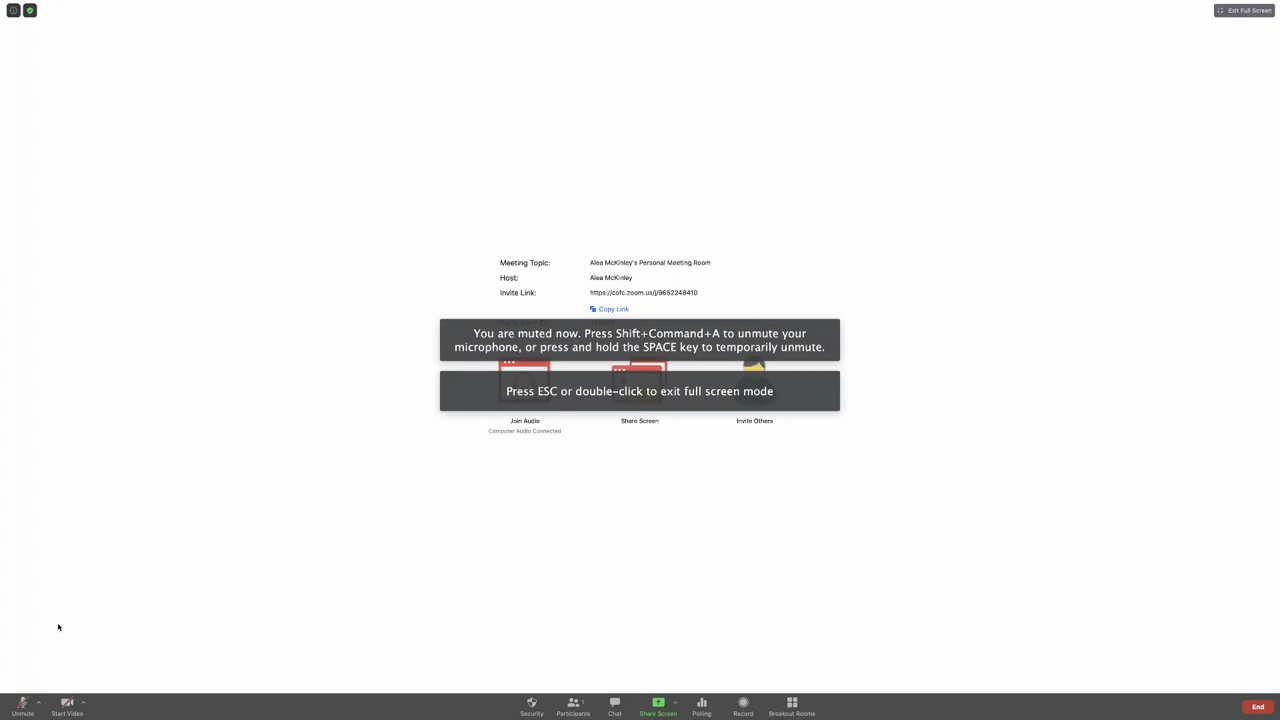 Exit Full Screen
Meeting Topic: Alea McKinley's Personal Meeting Room
Host: Alea McKinley
Invite Link: https://cofc.zoom.us/j/9652248410
Copy Link
You are muted now. Press Shift+Command+A to unmute your
microphone, or press and hold the SPACE key to temporarily unmute.
Press ESC or double-click to exit full screen mode
Join Audio Share Screen Invite Others
Computer Audio Connected
Unmute Start Video Security Participants 1 Chat Share Screen Polling Record Breakout Rooms End